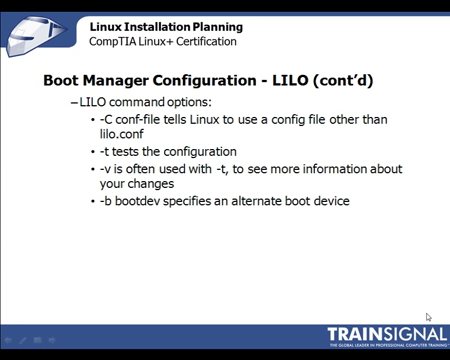 Linux Installation Planning
CompTIA Linux+ Certification
Boot Manager Configuration - LILO (cont'd)
–LILO command options:
• -C conf-file tells Linux to use a config file other than
lilo.conf
• -t tests the configuration
• -v is often used with -t, to see more information about
your changes
• -b bootdev specifies an alternate boot device
TRAINSIGNAL
THE GLOBAL LEADER IN PROFESSIONAL COMPUTER TRAINING